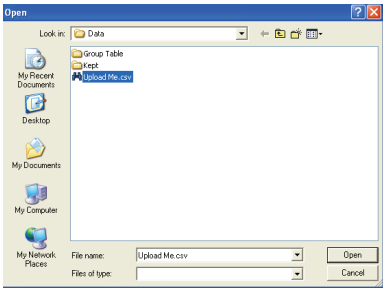 Open
Look in: Data
Group Table
Kept
Upload Me.csv
My Recent
Documents
Desktop
My Documents
My Computer
My Network
Places
File name: Upload Me.csv Open
Files of type: Cancel